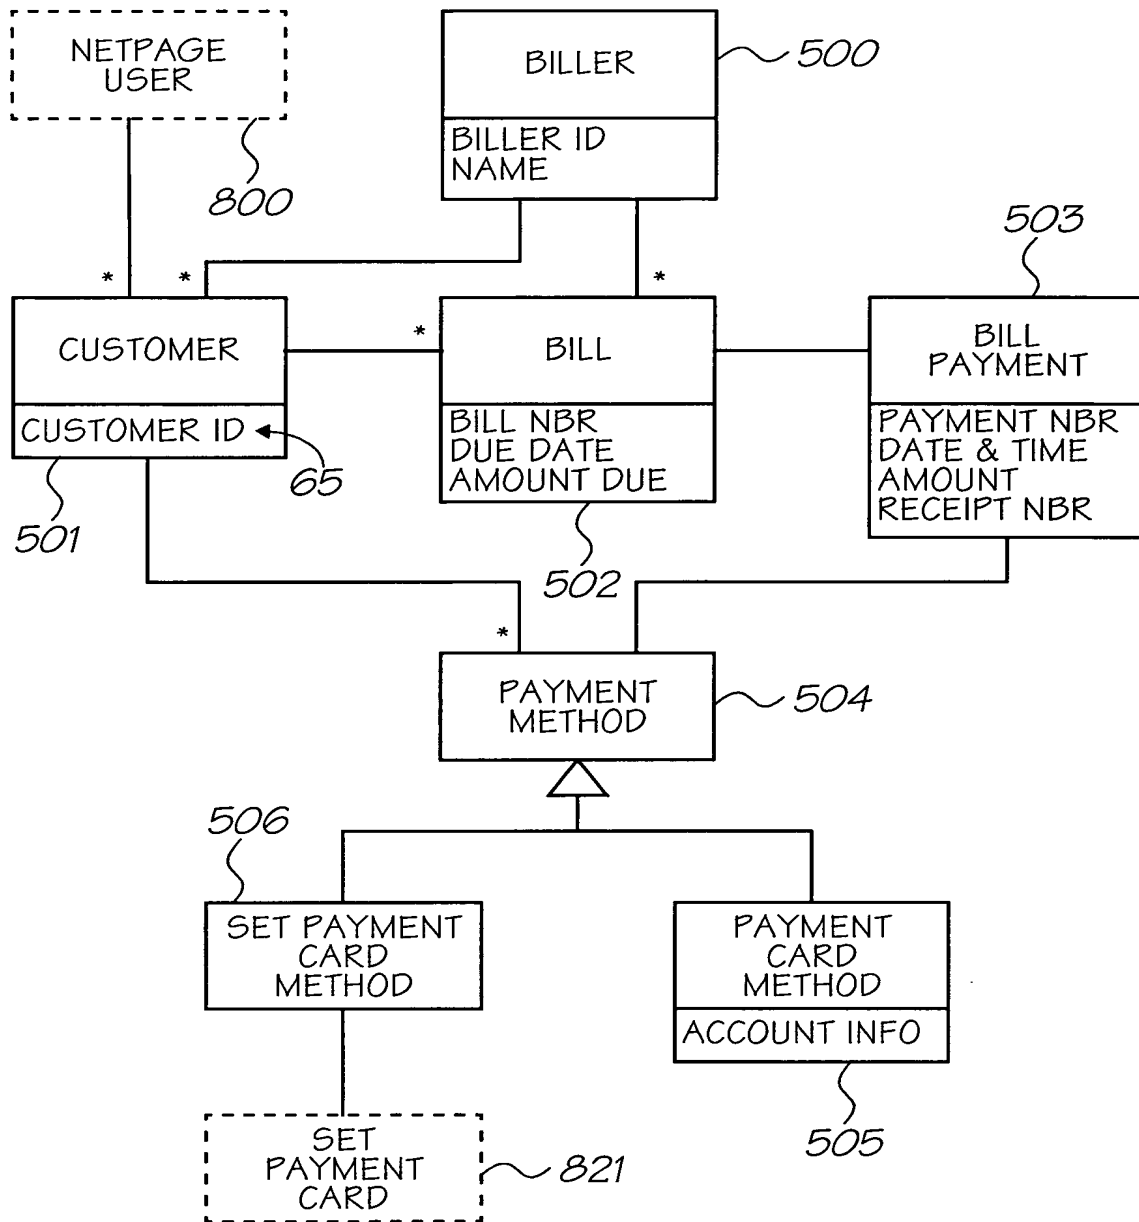 NETPAGE
USER
800
BILLER
BILLER ID
NAME
500
503
*
*
*
CUSTOMER
CUSTOMER ID
65
501
*
BILL
BILL NBR
DUE DATE
AMOUNT DUE
502
BILL
PAYMENT
PAYMENT NBR
DATE & TIME
AMOUNT
RECEIPT NBR
*
PAYMENT
METHOD
504
506
SET PAYMENT
CARD
METHOD
PAYMENT
CARD
METHOD
ACCOUNT INFO
505
SET
PAYMENT
CARD
821